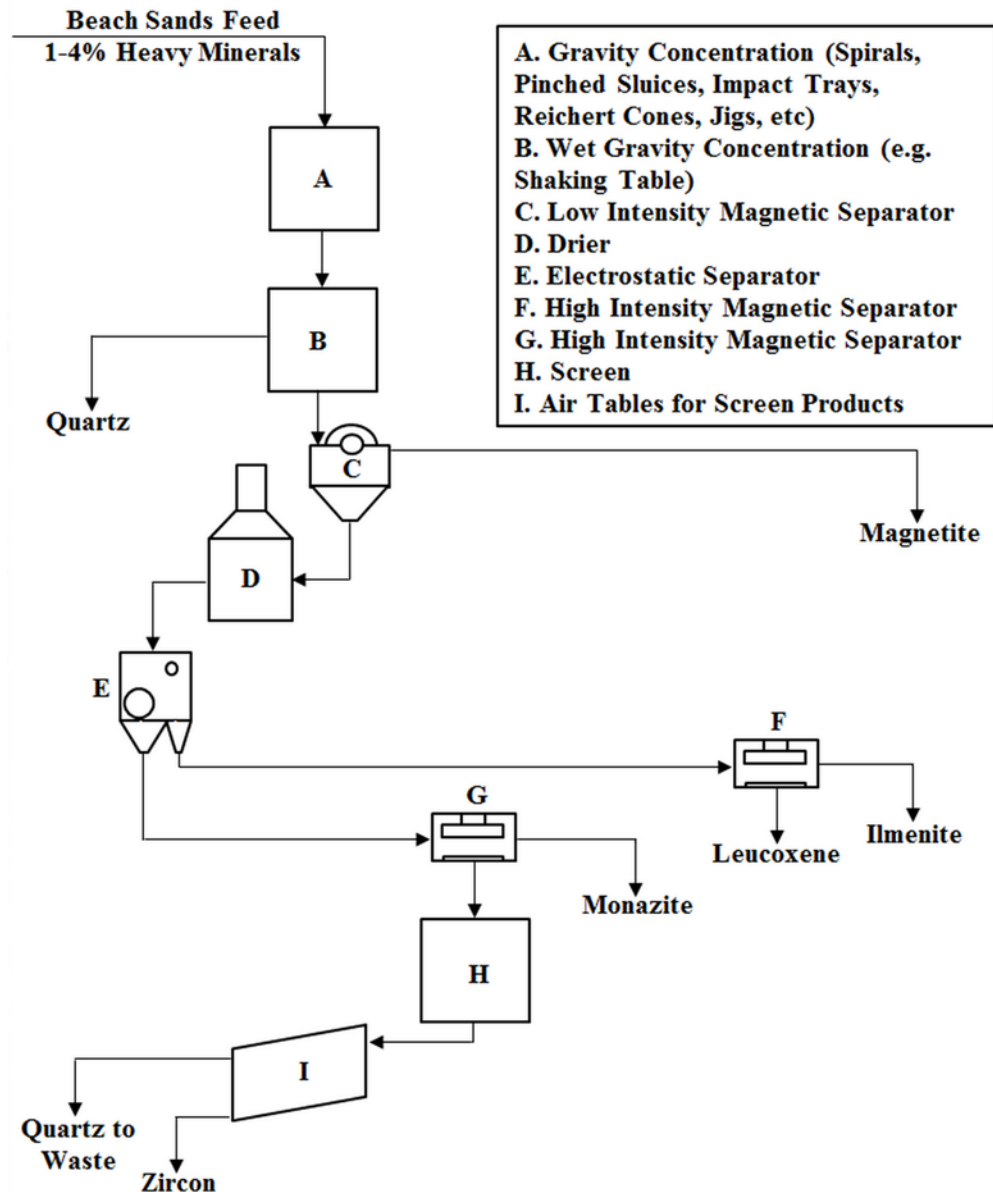 Beach Sands Feed
1-4% Heavy Minerals
A. Gravity Concentration (Spirals,
Pinched Sluices, Impact Trays,
Reichert Cones, Jigs, etc)
B. Wet Gravity Concentration (e.g.
Shaking Table)
C. Low Intensity Magnetic Separator
D. Drier
E. Electrostatic Separator
F. High Intensity Magnetic Separator
G. High Intensity Magnetic Separator
H. Screen
I. Air Tables for Screen Products
A
B
Quartz
C
Magnetite
D
E
F
G
Ilmenite
Leucoxene
Monazite
H
I
Quartz to
Waste
Zircon